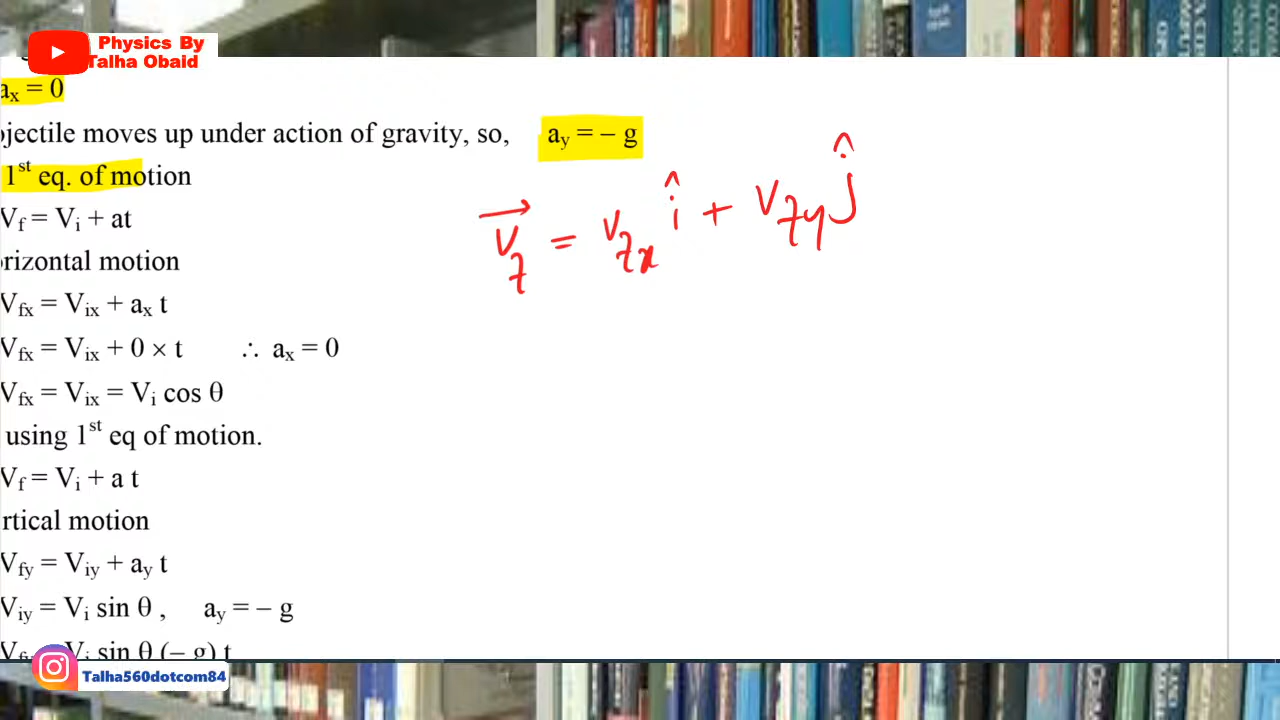 Physics By
Talha Obaid
ax = 0
ojectile moves up under action of gravity, so, ay = – g
1st eq. of motion
Vf = Vi + at
orizontal motion
Vfx = Vix + ax t
Vfx = Vix + 0 × t ∴ ax = 0
Vfx = Vix = Vi cos θ
using 1st eq of motion.
Vf = Vi + a t
rtical motion
Vfy = Viy + ay t
Viy = Vi sin θ , ay = – g
Vi sin θ (– g) t
V⃗f = Vfx î + Vfy ĵ
Talha560dotcom84